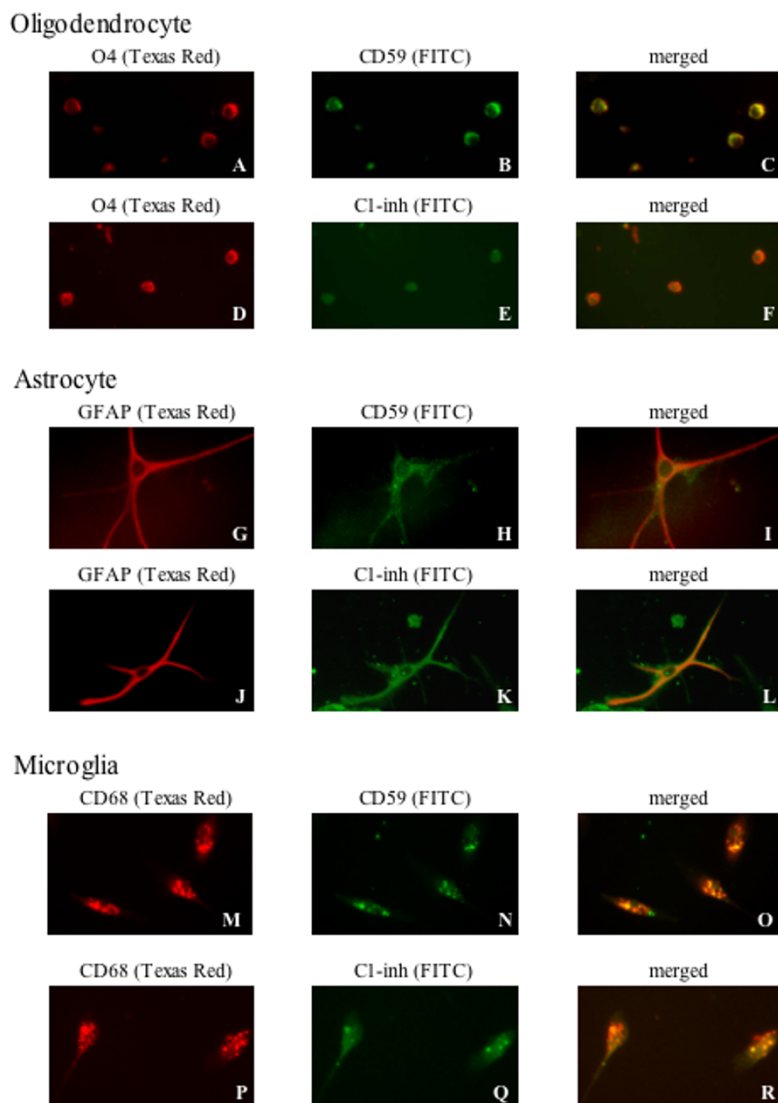 Oligodendrocyte
O4 (Texas Red) CD59 (FITC) merged
A B C
O4 (Texas Red) C1-inh (FITC) merged
D E F
Astrocyte
GFAP (Texas Red) CD59 (FITC) merged
G H I
GFAP (Texas Red) C1-inh (FITC) merged
J K L
Microglia
CD68 (Texas Red) CD59 (FITC) merged
M N O
CD68 (Texas Red) C1-inh (FITC) merged
P Q R